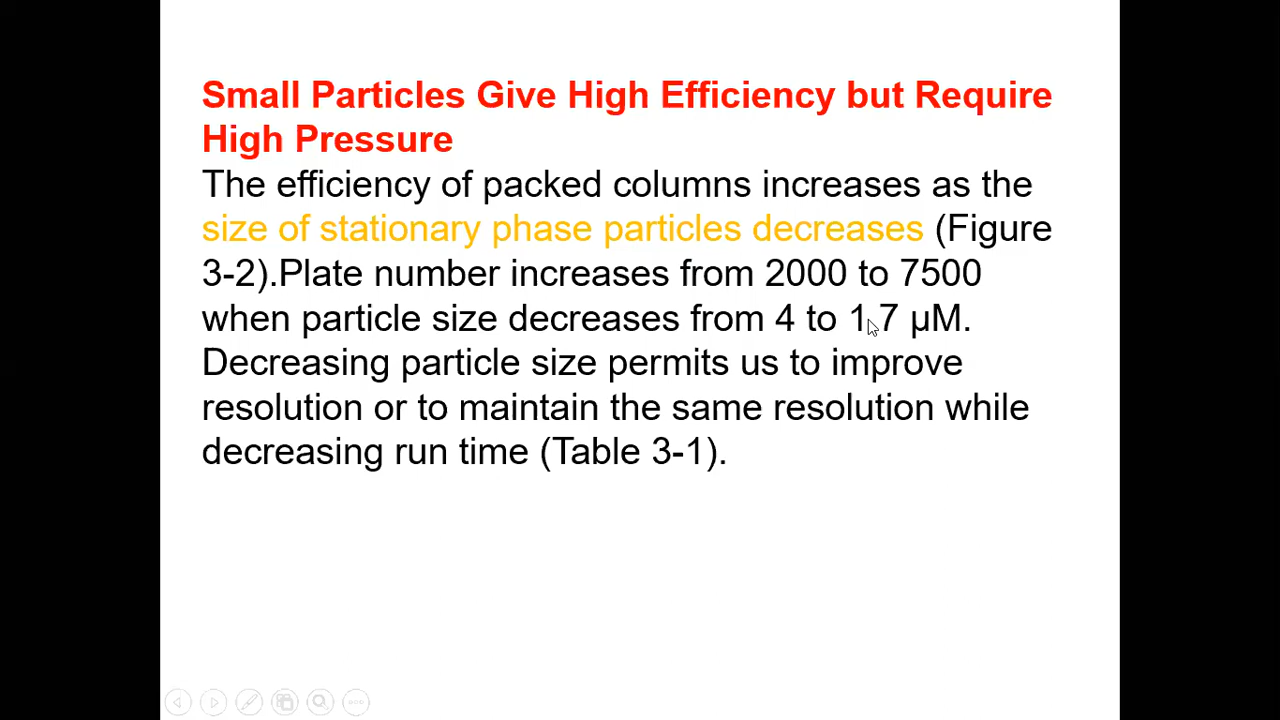 Small Particles Give High Efficiency but Require
High Pressure
The efficiency of packed columns increases as the
size of stationary phase particles decreases (Figure
3-2).Plate number increases from 2000 to 7500
when particle size decreases from 4 to 1.7 µM.
Decreasing particle size permits us to improve
resolution or to maintain the same resolution while
decreasing run time (Table 3-1).